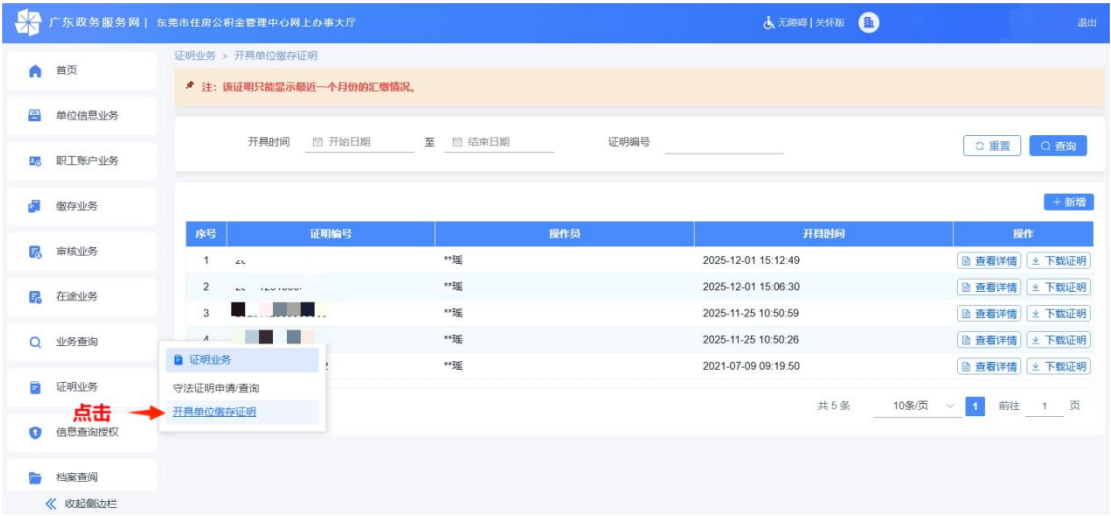 广东政务服务网 | 东莞市住房公积金管理中心网上办事大厅 无障碍 | 关怀版 退出
首页
单位信息业务
职工账户业务
缴存业务
审核业务
在途业务
业务查询
证明业务
信息查询授权
档案查阅
收起侧边栏
证明业务 > 开具单位缴存证明
注：该证明只能显示最近一个月份的汇缴情况。
开具时间 开始日期 至 结束日期 证明编号 重置 查询
+ 新增
序号 证明编号 操作员 开具时间 操作
1 **瑶 2025-12-01 15:12:49 查看详情 下载证明
2 **瑶 2025-12-01 15:06:30 查看详情 下载证明
3 **瑶 2025-11-25 10:50:59 查看详情 下载证明
4 **瑶 2025-11-25 10:50:26 查看详情 下载证明
**瑶 2021-07-09 09:19:50 查看详情 下载证明
证明业务
守法证明申请/查询
点击 开具单位缴存证明
共 5 条 10条/页 1 前往 1 页